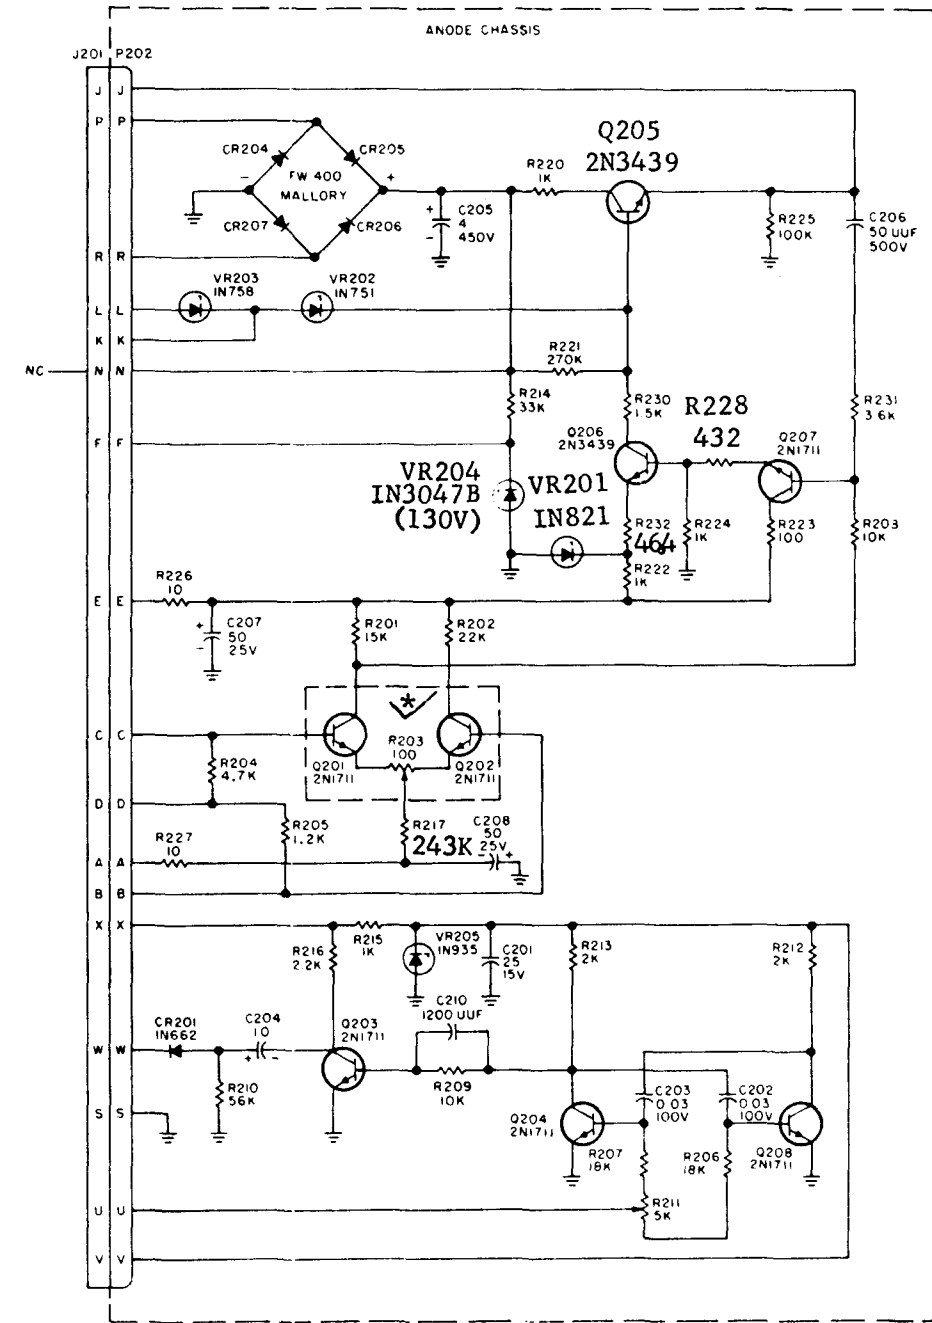 ANODE CHASSIS
J201 P202
J J
P P
CR204
CR205
FW 400
MALLORY
-
+
CR207
CR206
R R
Q205
2N3439
R220
1K
+
-
C205
4
450V
R225
100K
C206
50 UUF
500V
VR203
IN758
VR202
IN751
L L
K K
NC
N N
R221
270K
R214
33K
R230
1.5K
R228
432
R231
3.6K
F F
Q206
2N3439
Q207
2N1711
VR204
IN3047B
(130V)
VR201
IN821
R232
464
R224
1K
R223
100
R208
10K
R222
1K
R226
10
E E
+
-
C207
50
25V
R201
15K
R202
22K
*
C C
R204
4.7K
Q201
2N1711
R203
100
Q202
2N1711
D D
R205
1.2K
R217
243K
C208
50
25V
-
+
R227
10
A A
B B
X X
R216
2.2K
R215
1K
VR205
IN935
C201
25
15V
R213
2K
R212
2K
C210
1200 UUF
CR201
IN662
C204
10
+
-
Q203
2N1711
W W
R210
56K
R209
10K
C203
0.03
100V
C202
0.03
100V
S S
Q204
2N1711
R207
18K
R206
18K
Q208
2N1711
U U
R211
5K
V V